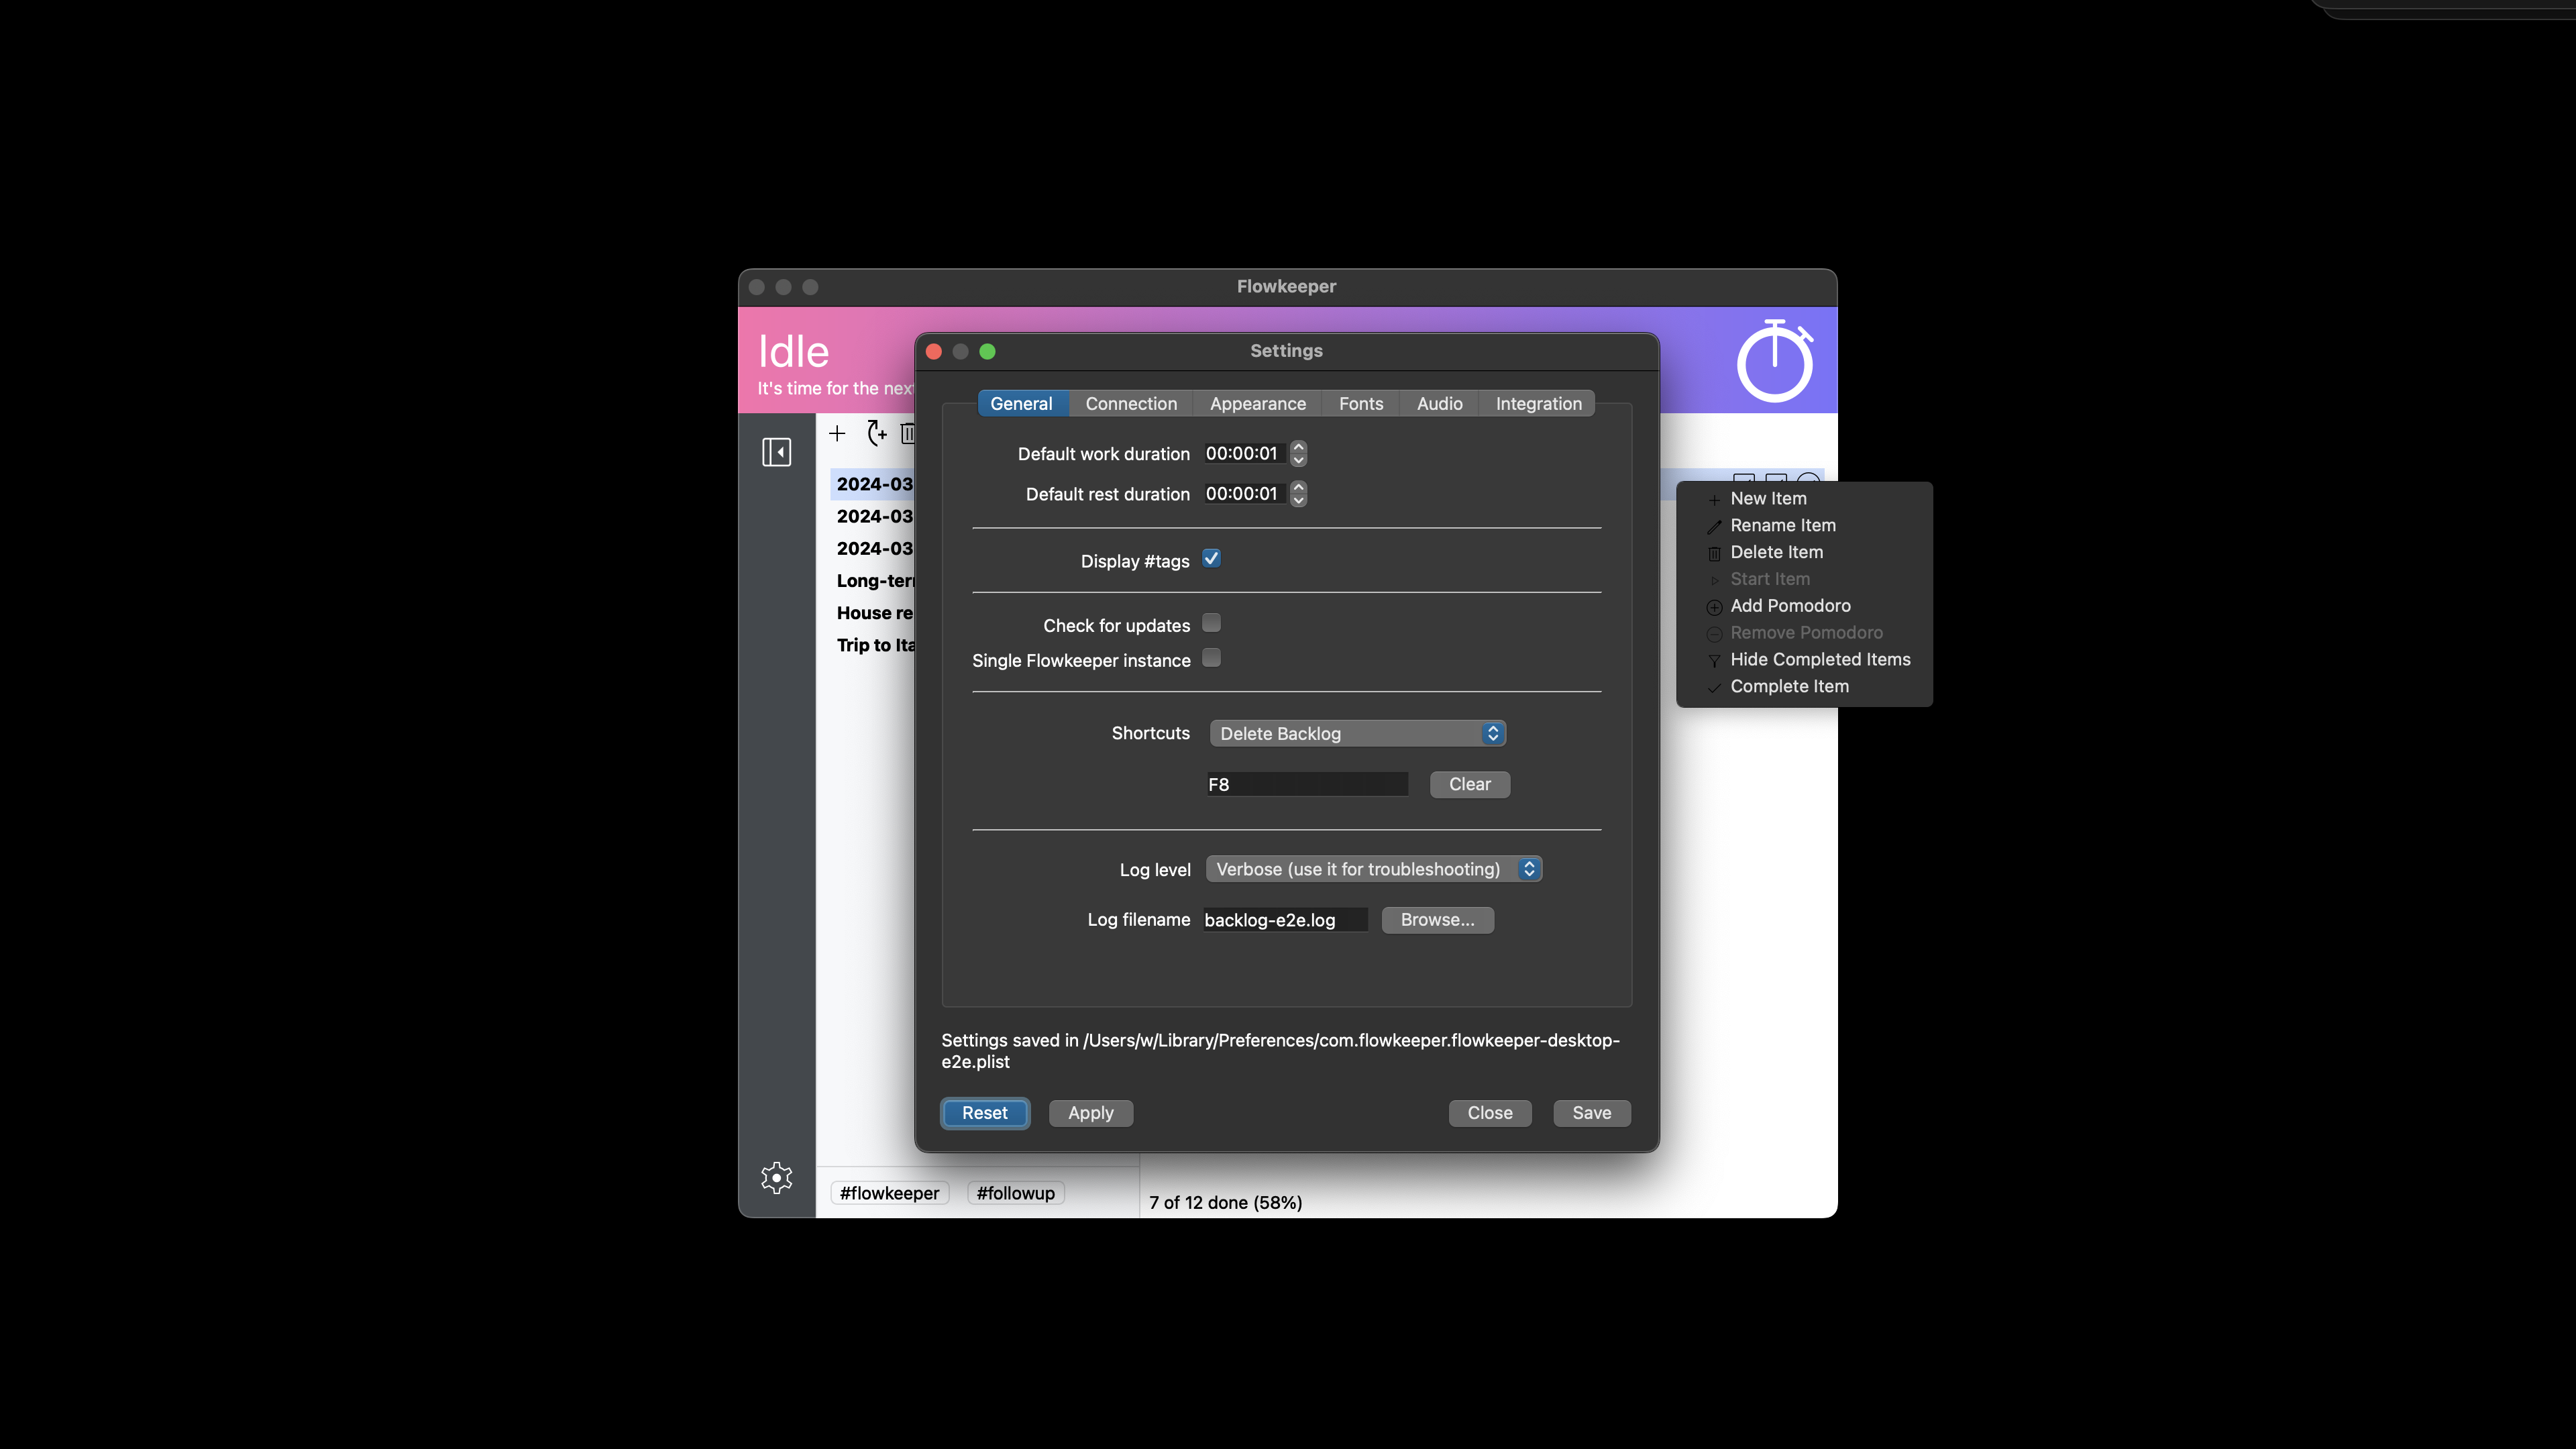 Flowkeeper
Idle
It's time for the next
Settings
General Connection Appearance Fonts Audio Integration
Default work duration 00:00:01
Default rest duration 00:00:01
Display #tags
Check for updates
Single Flowkeeper instance
Shortcuts Delete Backlog
F8 Clear
Log level Verbose (use it for troubleshooting)
Log filename backlog-e2e.log Browse...
Settings saved in /Users/w/Library/Preferences/com.flowkeeper.flowkeeper-desktop-
e2e.plist
Reset Apply Close Save
2024-03
2024-03
2024-03
Long-ter
House re
Trip to Ita
New Item
Rename Item
Delete Item
Start Item
Add Pomodoro
Remove Pomodoro
Hide Completed Items
Complete Item
#flowkeeper #followup
7 of 12 done (58%)